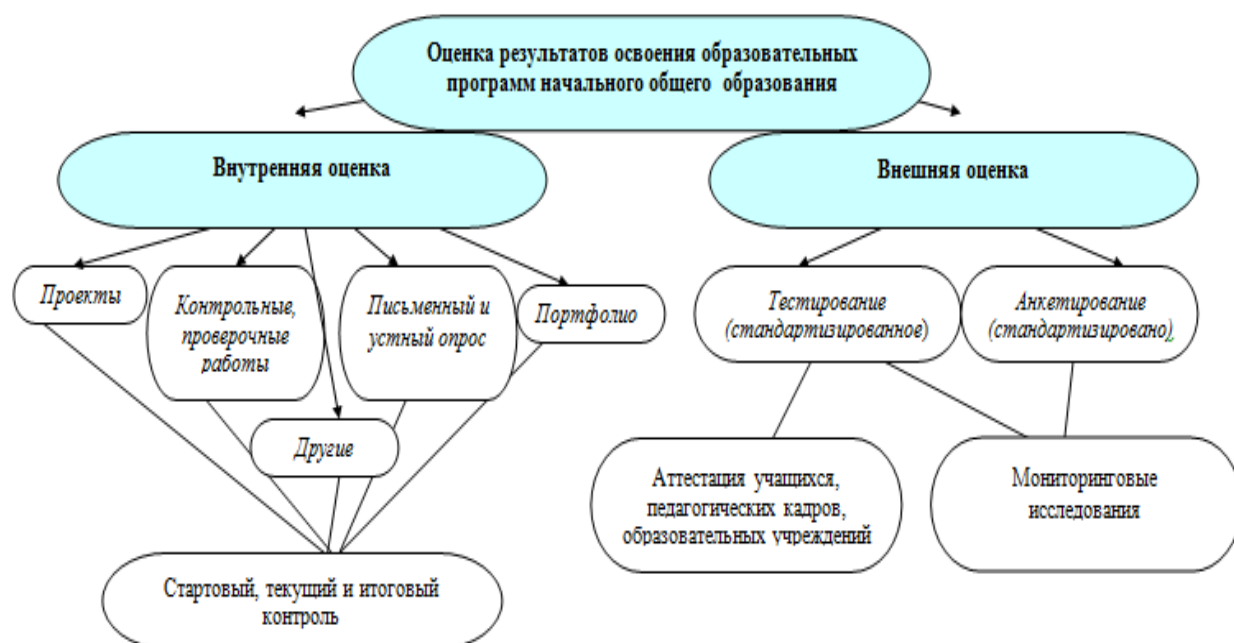 Оценка результатов освоения образовательных
программ начального общего образования
Внутренняя оценка
Внешняя оценка
Проекты
Контрольные,
проверочные
работы
Письменный и
устный опрос
Портфолио
Другие
Тестирование
(стандартизированное)
Анкетирование
(стандартизировано),
Стартовый, текущий и итоговый
контроль
Аттестация учащихся,
педагогических кадров,
образовательных учреждений
Мониторинговые
исследования